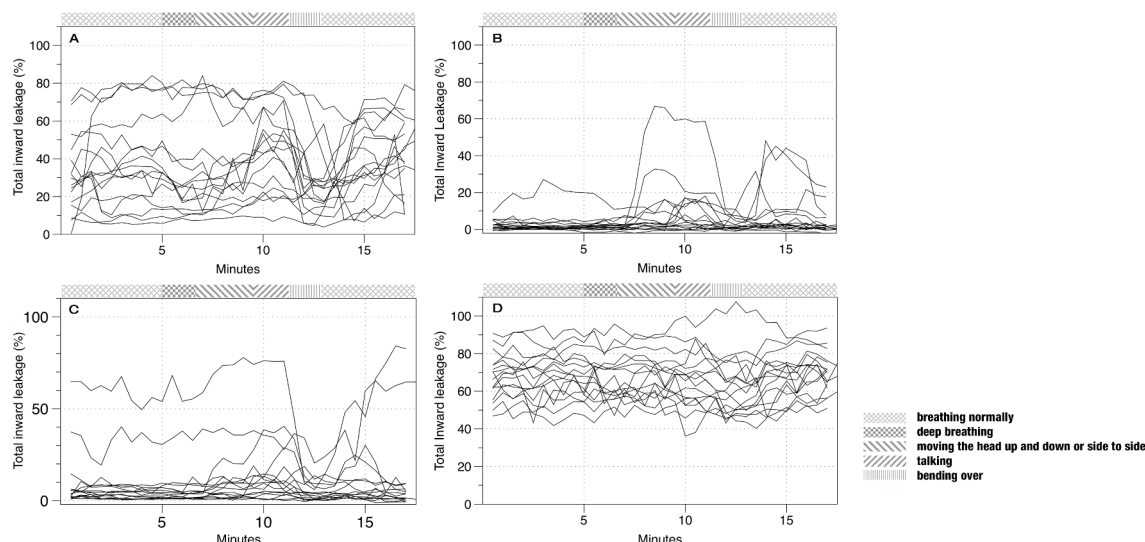 A
Total inward leakage (%)
100
80
60
40
20
0
5
10
15
Minutes
B
Total Inward Leakage (%)
100
80
60
40
20
0
5
10
15
Minutes
C
Total inward leakage (%)
100
50
0
5
10
15
Minutes
D
Total Inward leakage (%)
100
80
60
40
20
0
5
10
15
Minutes
breathing normally
deep breathing
moving the head up and down or side to side
talking
bending over